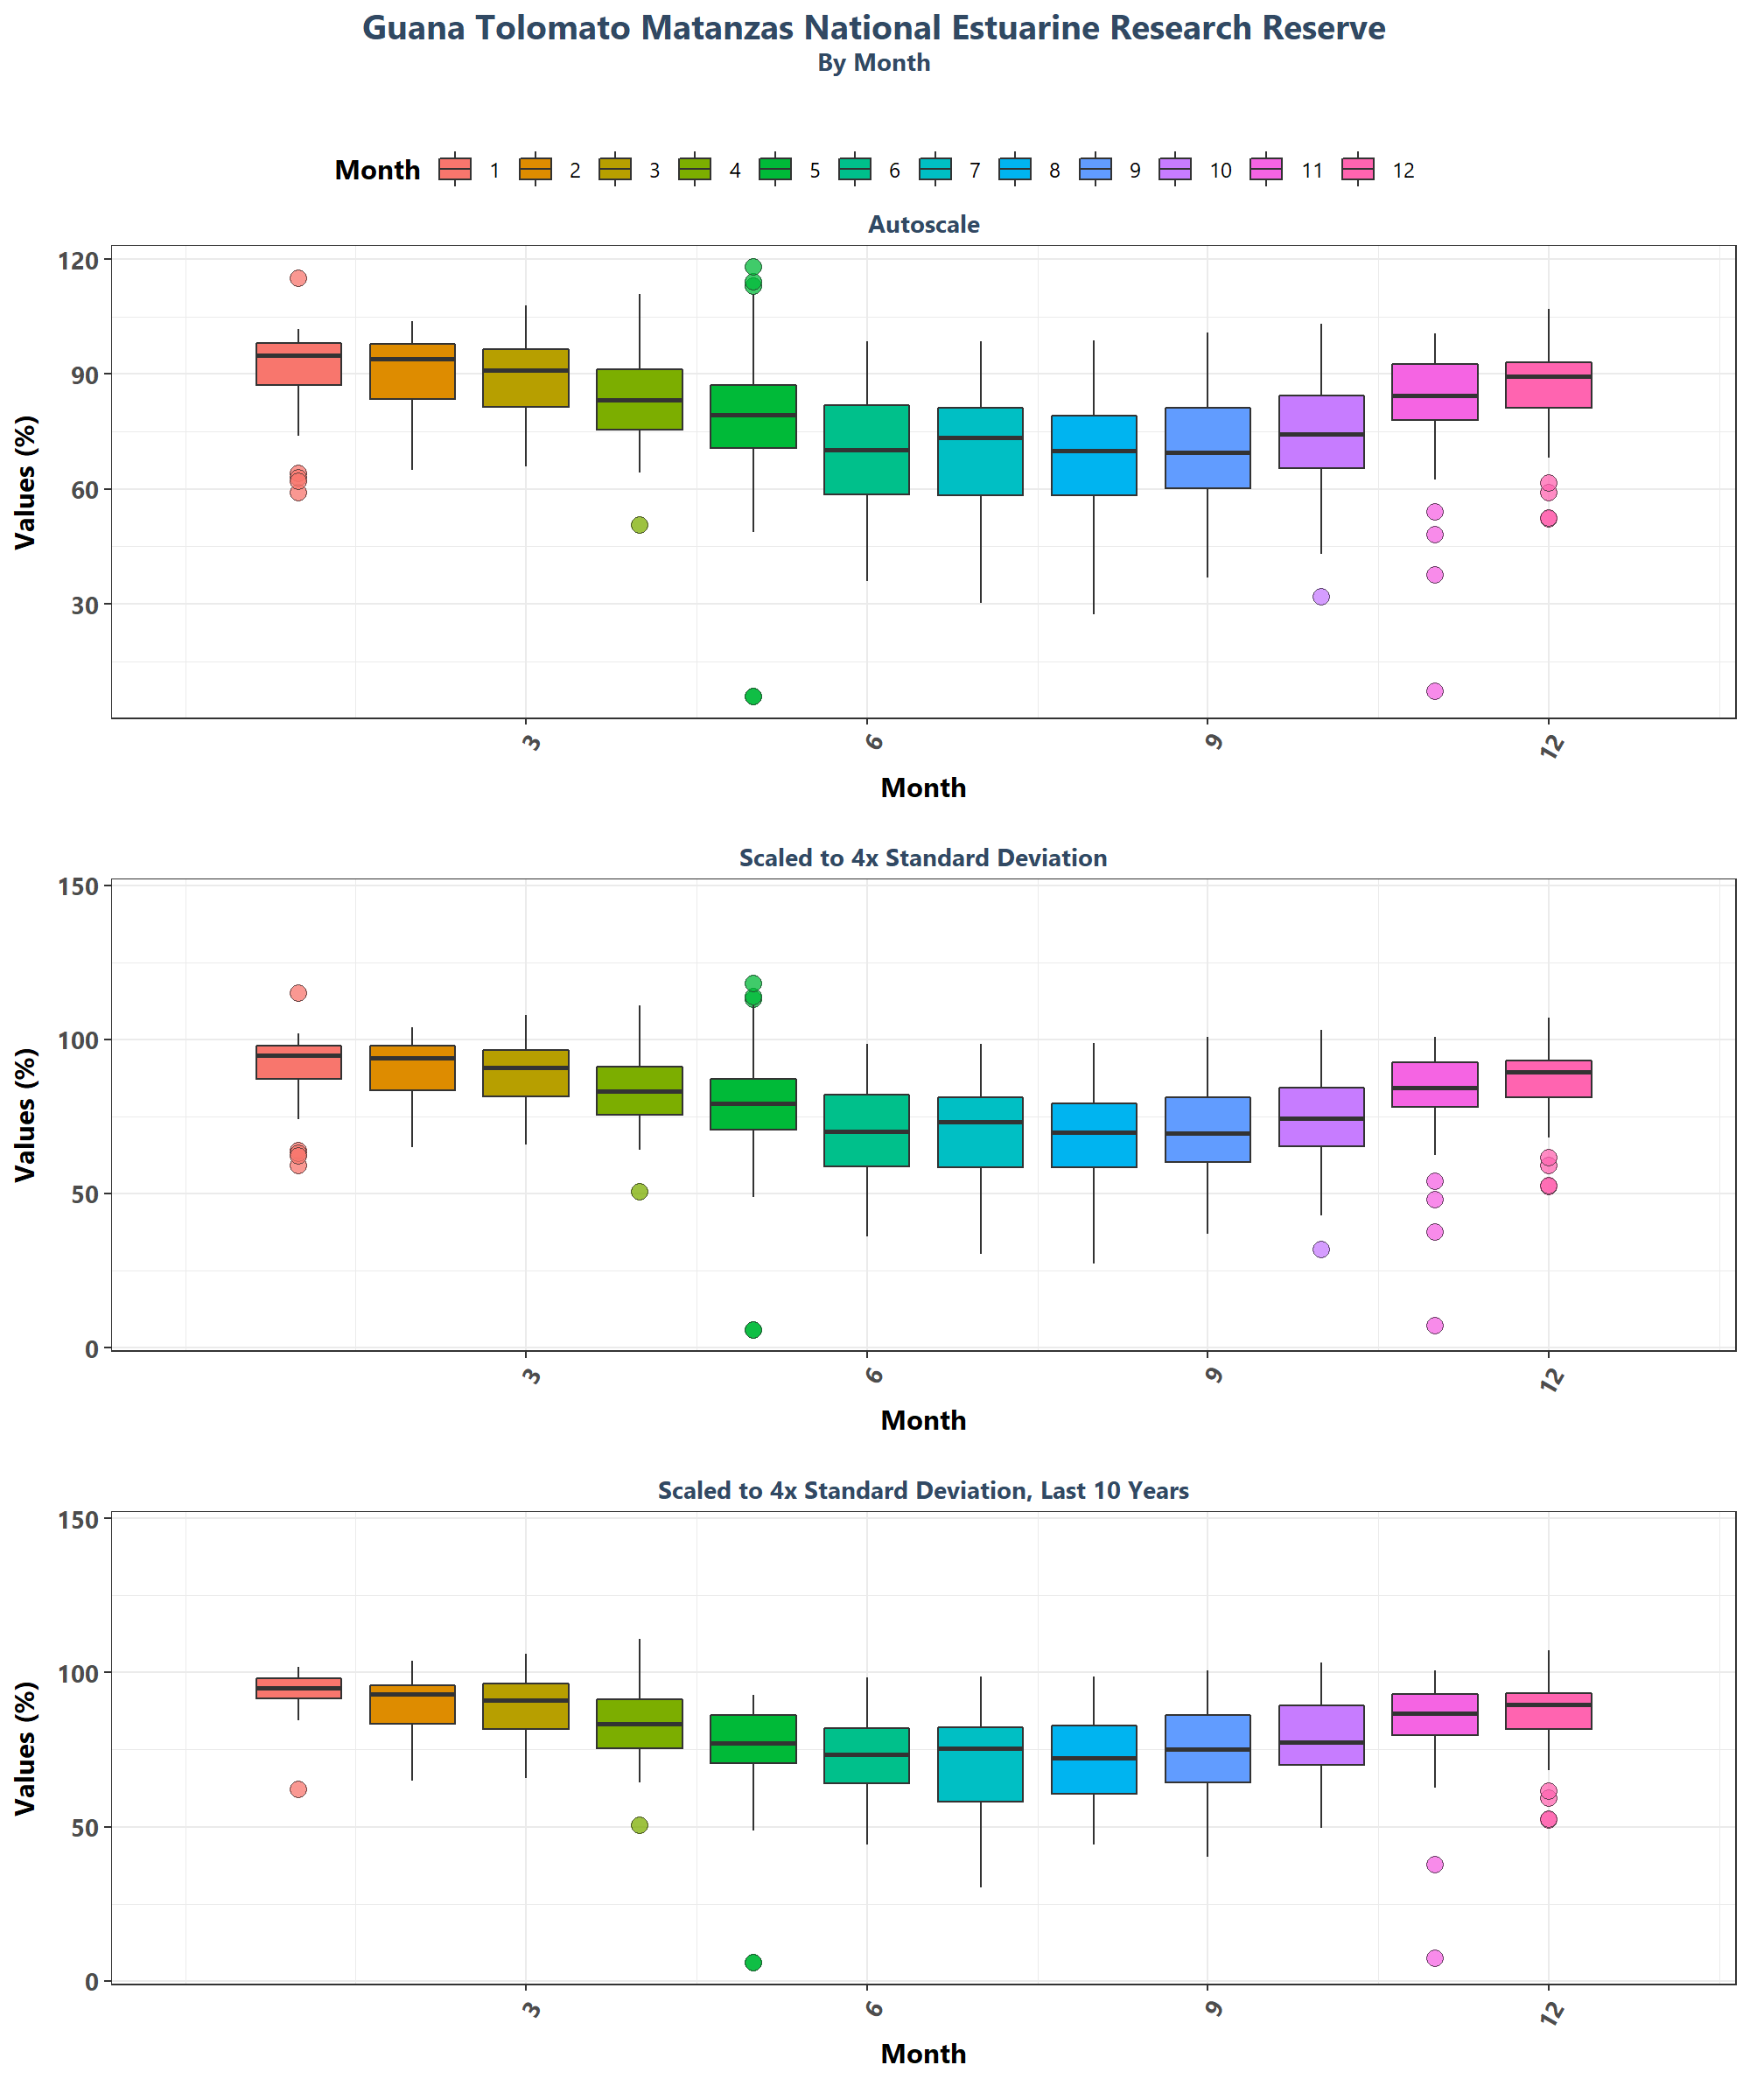 Guana Tolomato Matanzas National Estuarine Research Reserve
By Month
Month 1 2 3 4 5 6 7 8 9 10 11 12
Autoscale
Values (%)
120
90
60
30
3 6 9 12
Month
Scaled to 4x Standard Deviation
Values (%)
150
100
50
0
3 6 9 12
Month
Scaled to 4x Standard Deviation, Last 10 Years
Values (%)
150
100
50
0
3 6 9 12
Month